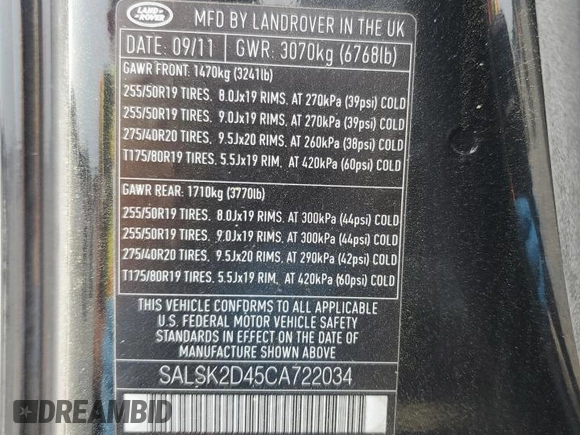 LAND
ROVER
MFD BY LANDROVER IN THE UK
DATE: 09/11 GWR: 3070kg (6768lb)
GAWR FRONT: 1470kg (3241lb)
255/50R19 TIRES, 8.0Jx19 RIMS, AT 270kPa (39psi) COLD
255/50R19 TIRES, 9.0Jx19 RIMS, AT 270kPa (39psi) COLD
275/40R20 TIRES, 9.5Jx20 RIMS, AT 260kPa (38psi) COLD
T175/80R19 TIRES, 5.5Jx19 RIM, AT 420kPa (60psi) COLD
GAWR REAR: 1710kg (3770lb)
255/50R19 TIRES, 8.0Jx19 RIMS, AT 300kPa (44psi) COLD
255/50R19 TIRES, 9.0Jx19 RIMS, AT 300kPa (44psi) COLD
275/40R20 TIRES, 9.5Jx20 RIMS, AT 290kPa (42psi) COLD
T175/80R19 TIRES, 5.5Jx19 RIM, AT 420kPa (60psi) COLD
THIS VEHICLE CONFORMS TO ALL APPLICABLE
U.S. FEDERAL MOTOR VEHICLE SAFETY
STANDARDS IN EFFECT ON THE DATE OF
MANUFACTURE SHOWN ABOVE
SALSK2D45CA722034
DREAMBID